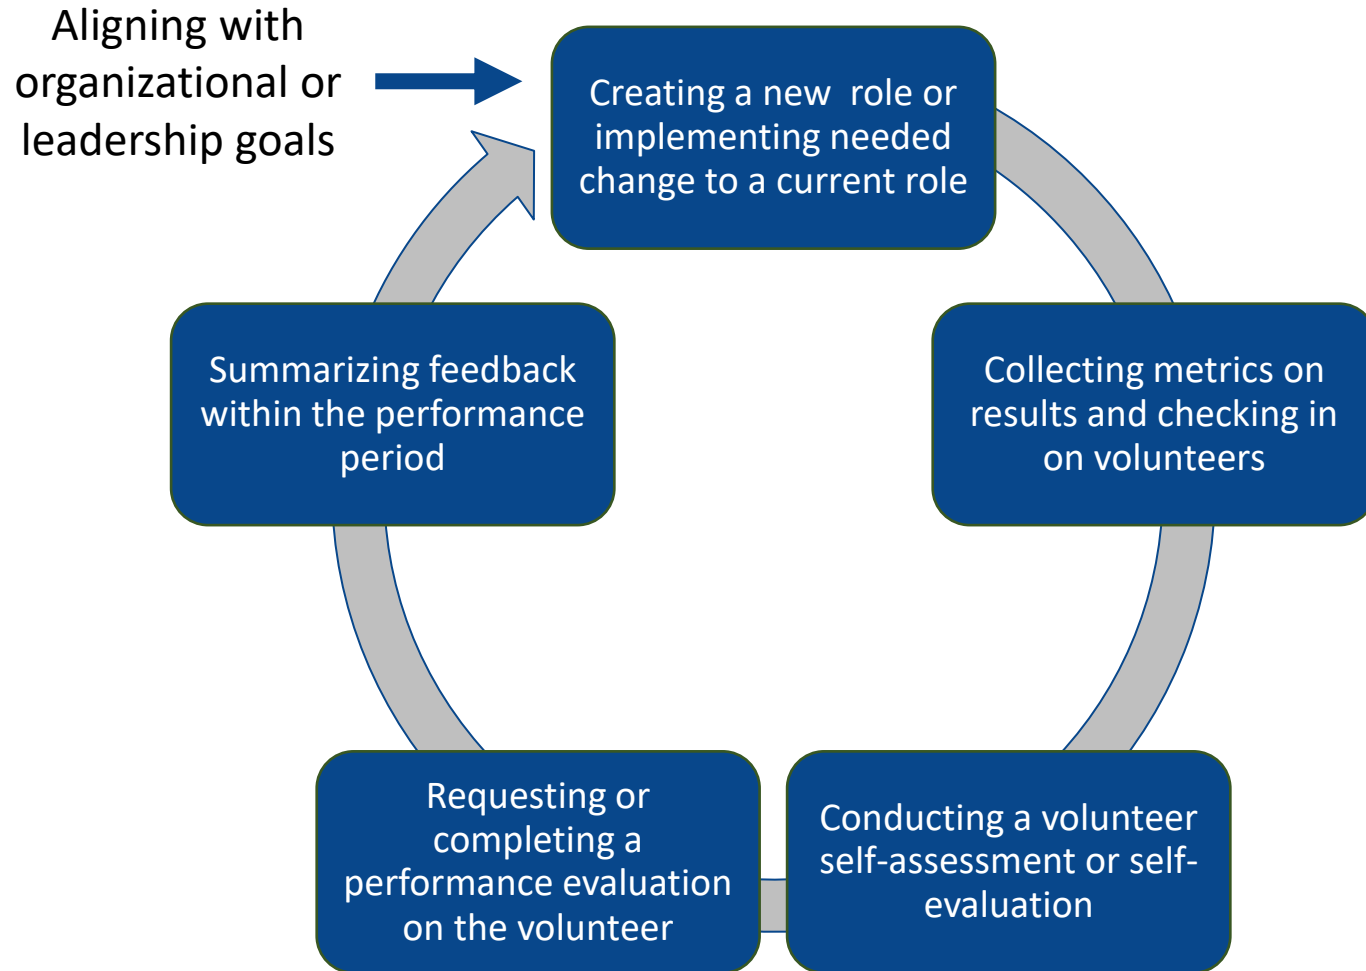 Aligning with
organizational or
leadership goals
Creating a new  role or
implementing needed
change to a current role
Collecting metrics on
results and checking in
on volunteers
Conducting a volunteer
self-assessment or self-
evaluation
Requesting or
completing a
performance evaluation
on the volunteer
Summarizing feedback
within the performance
period